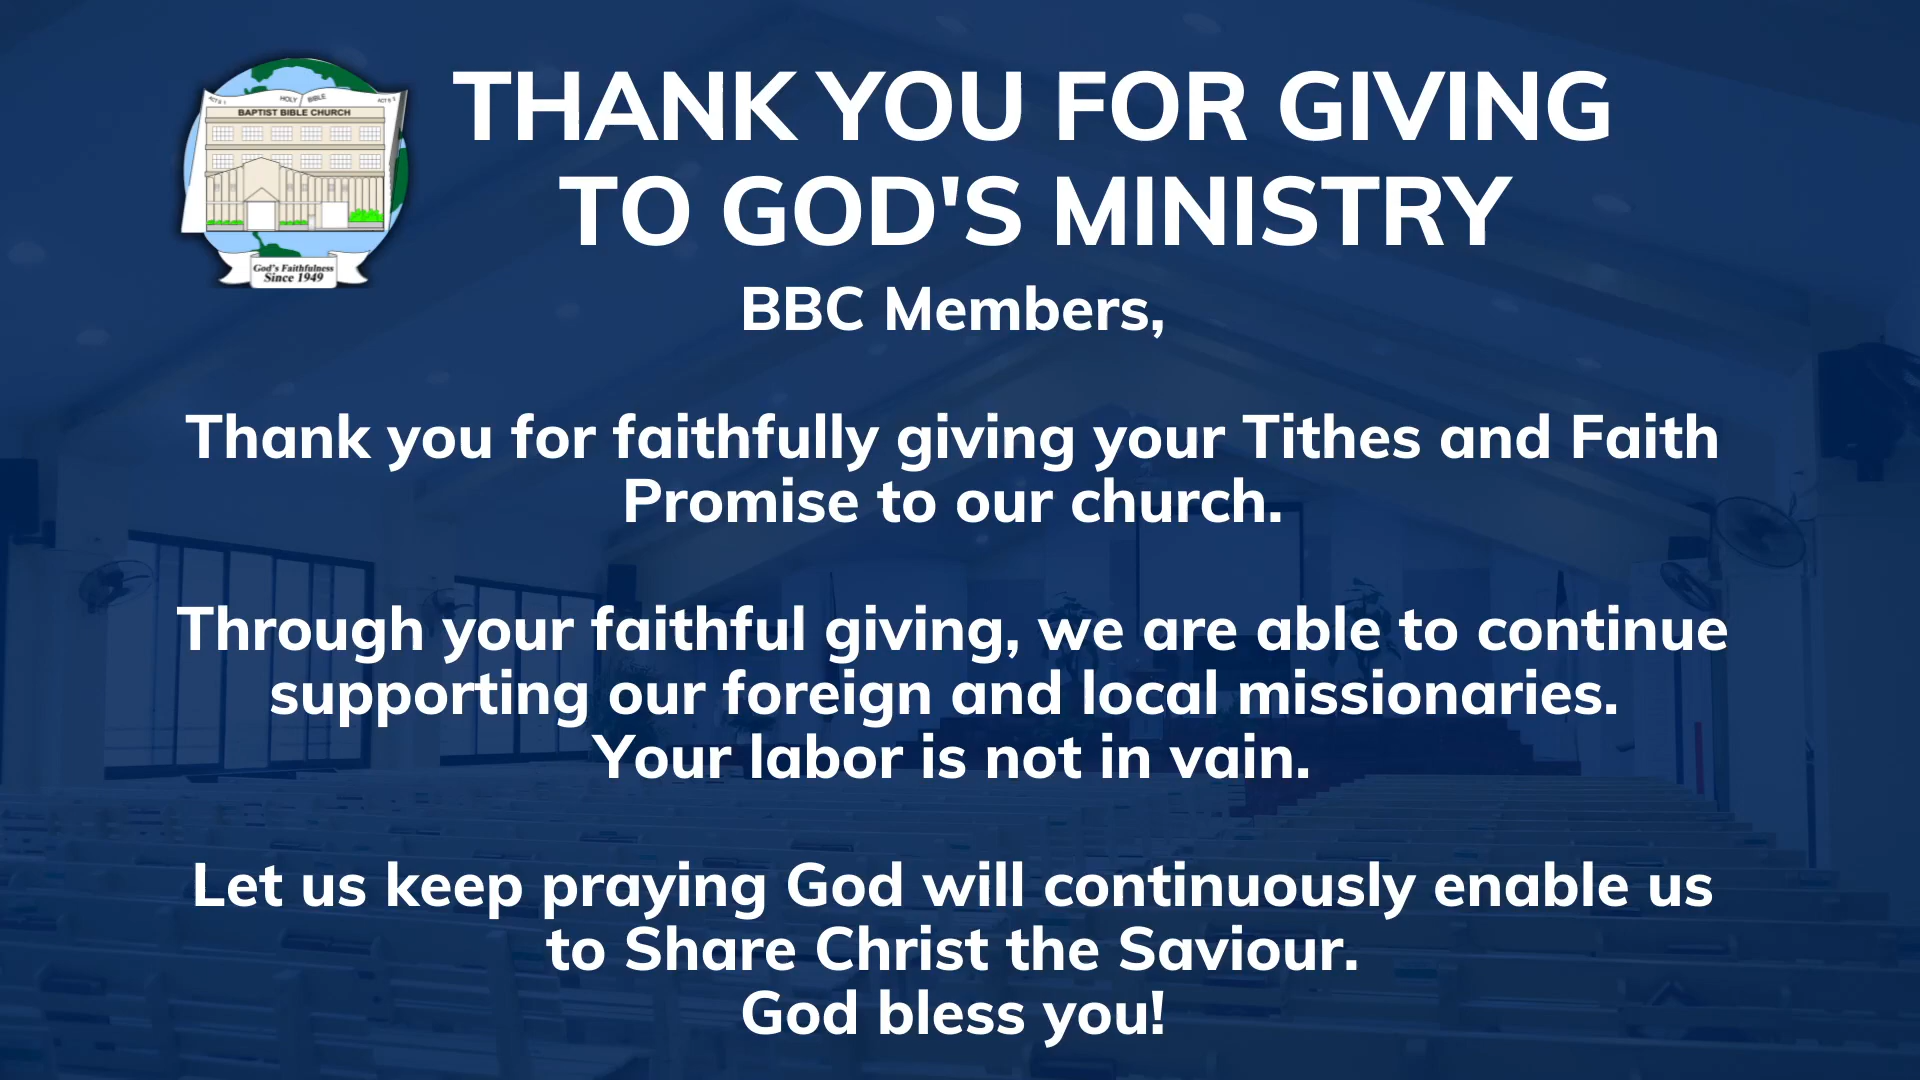 ACTS 1
HOLY BIBLE
BAPTIST BIBLE CHURCH
God's Faithfulness
Since 1949
THANK YOU FOR GIVING
TO GOD'S MINISTRY
BBC Members,
Thank you for faithfully giving your Tithes and Faith
Promise to our church.
Through your faithful giving, we are able to continue
supporting our foreign and local missionaries.
Your labor is not in vain.
Let us keep praying God will continuously enable us
to Share Christ the Saviour.
God bless you!